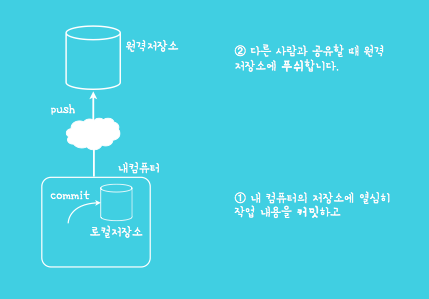 원격저장소
② 다른 사람과 공유할 때 원격
저장소에 푸쉬합니다.
push
내컴퓨터
commit
로컬저장소
① 내 컴퓨터의 저장소에 열심히
작업 내용을 커밋하고